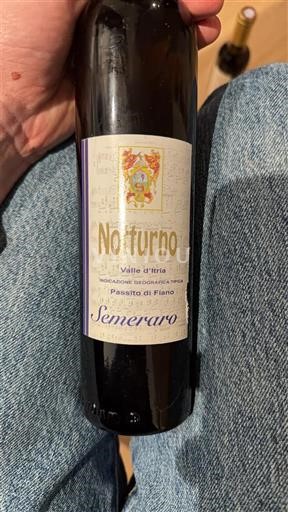 Notturno
Valle d'Itria
INDICAZIONE GEOGRAFICA TIPICA
Passito di Fiano
Semeraro